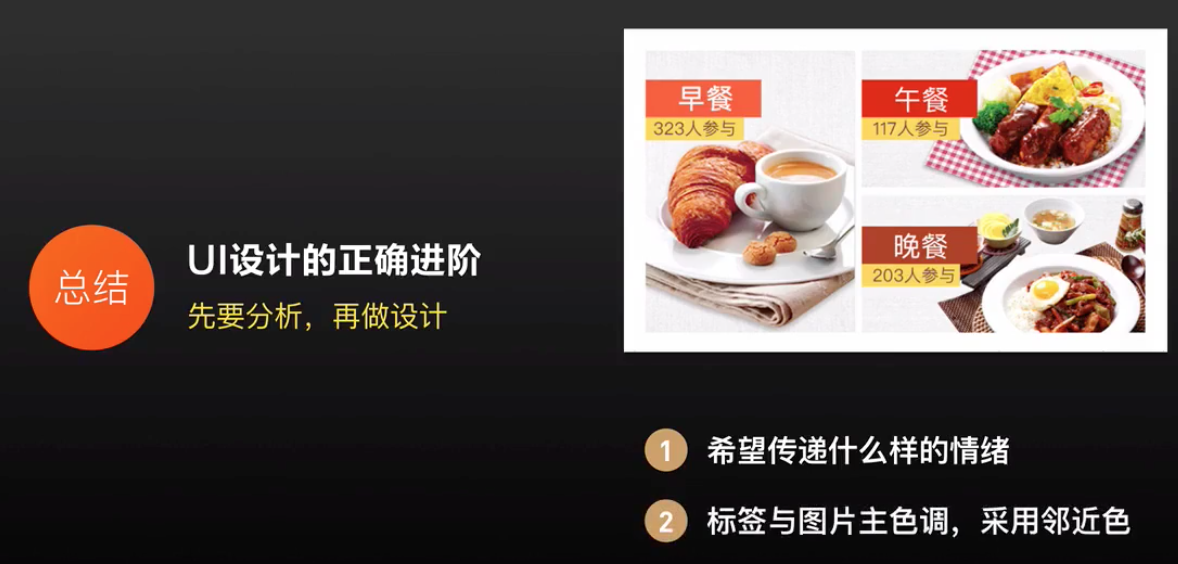 总结
UI设计的正确进阶
先要分析，再做设计
早餐
323人参与
午餐
117人参与
晚餐
203人参与
1 希望传递什么样的情绪
2 标签与图片主色调，采用邻近色